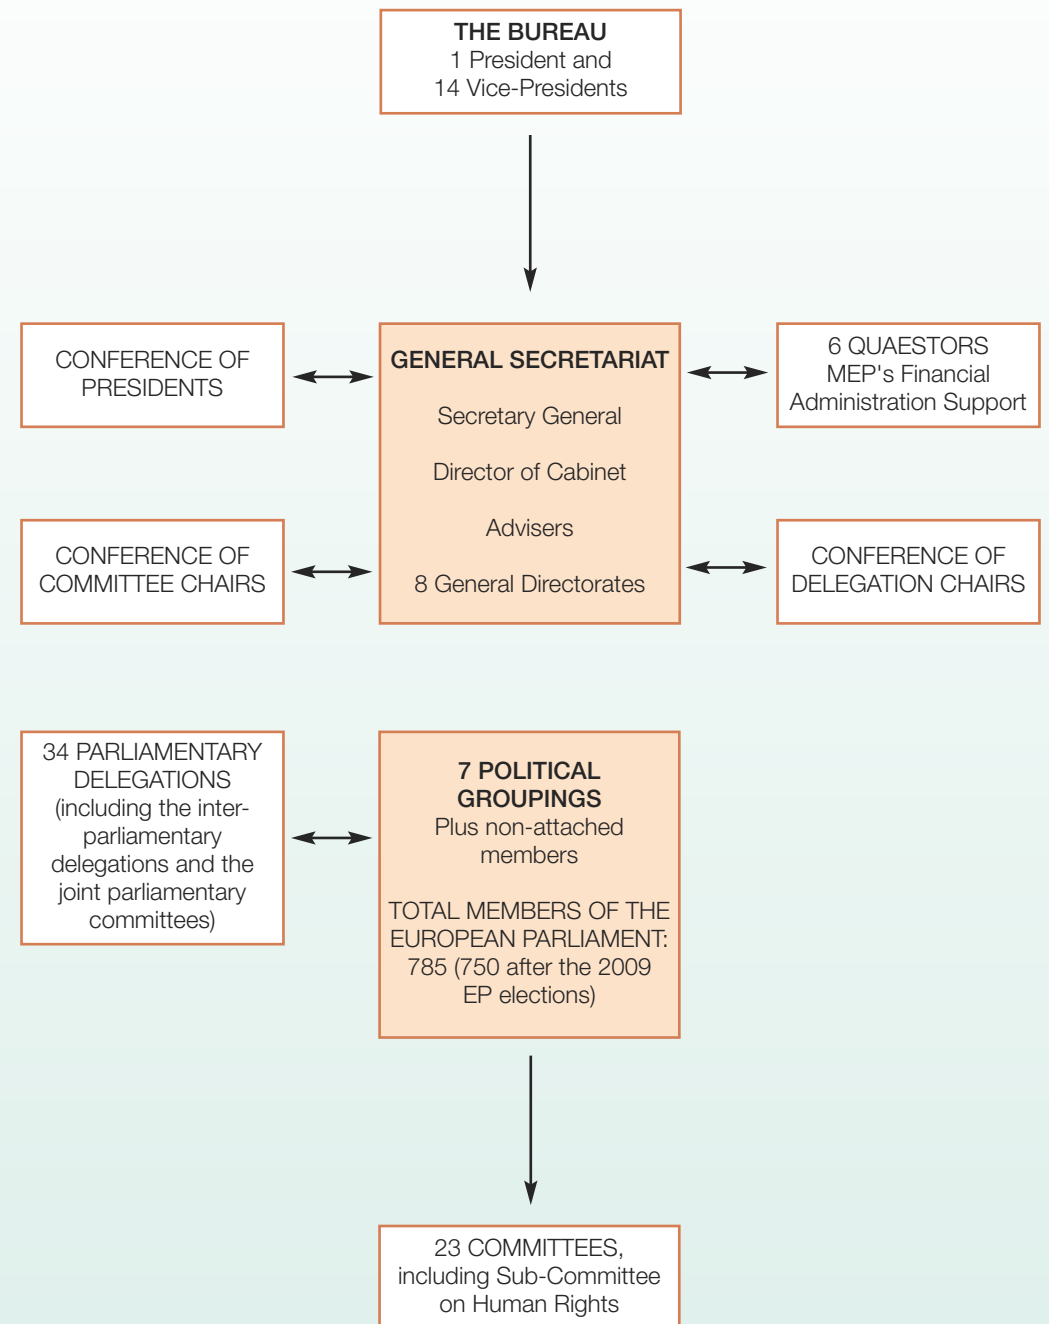 THE BUREAU
1 President and
14 Vice-Presidents
CONFERENCE OF
PRESIDENTS
GENERAL SECRETARIAT
Secretary General
Director of Cabinet
Advisers
8 General Directorates
6 QUAESTORS
MEP's Financial
Administration Support
CONFERENCE OF
COMMITTEE CHAIRS
CONFERENCE OF
DELEGATION CHAIRS
34 PARLIAMENTARY
DELEGATIONS
(including the inter-
parliamentary
delegations and the
joint parliamentary
committees)
7 POLITICAL
GROUPINGS
Plus non-attached
members
TOTAL MEMBERS OF THE
EUROPEAN PARLIAMENT:
785 (750 after the 2009
EP elections)
23 COMMITTEES,
including Sub-Committee
on Human Rights